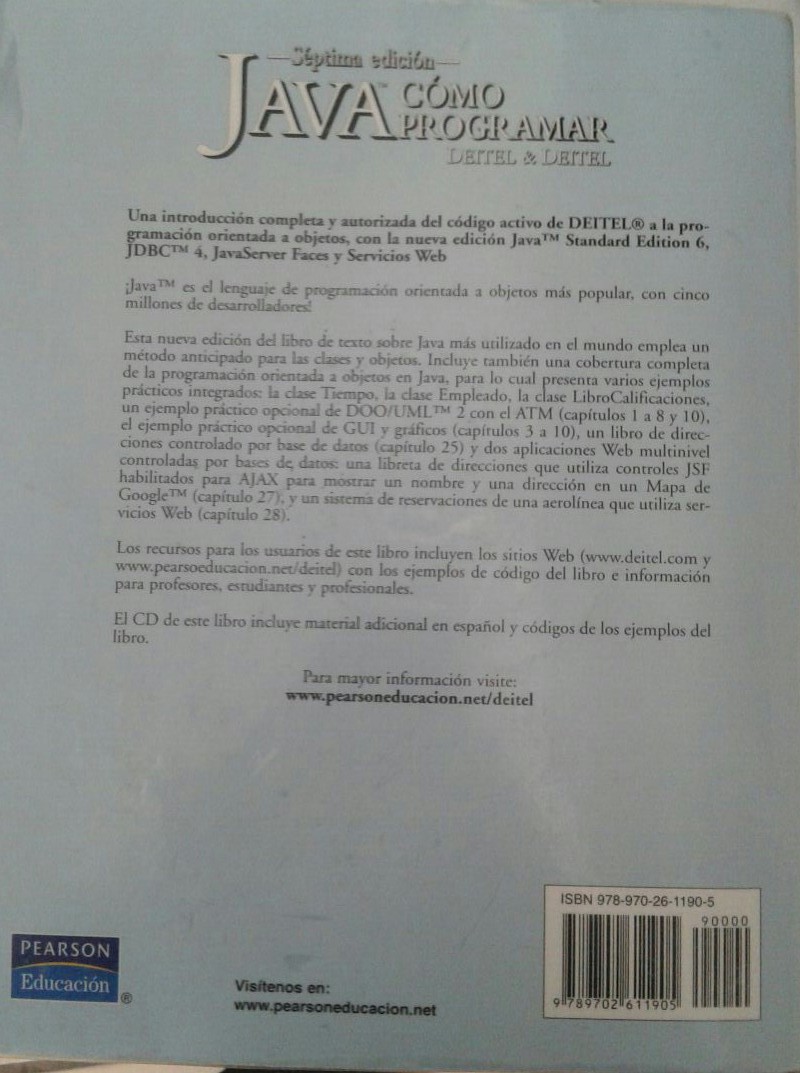 Séptima edición
JAVA™ CÓMO
PROGRAMAR
DEITEL & DEITEL
Una introducción completa y autorizada del código activo de DEITEL® a la pro-
gramación orientada a objetos, con la nueva edición Java™ Standard Edition 6,
JDBC™ 4, JavaServer Faces y Servicios Web
¡Java™ es el lenguaje de programación orientada a objetos más popular, con cinco
millones de desarrolladores!
Esta nueva edición del libro de texto sobre Java más utilizado en el mundo emplea un
método anticipado para las clases y objetos. Incluye también una cobertura completa
de la programación orientada a objetos en Java, para lo cual presenta varios ejemplos
prácticos integrados: la clase Tiempo, la clase Empleado, la clase LibroCalificaciones,
un ejemplo práctico opcional de DOO/UML™ 2 con el ATM (capítulos 1 a 8 y 10),
el ejemplo práctico opcional de GUI y gráficos (capítulos 3 a 10), un libro de direc-
ciones controlado por base de datos (capítulo 25) y dos aplicaciones Web multinivel
controladas por bases de datos: una libreta de direcciones que utiliza controles JSF
habilitados para AJAX para mostrar un nombre y una dirección en un Mapa de
Google™ (capítulo 27), y un sistema de reservaciones de una aerolínea que utiliza ser-
vicios Web (capítulo 28).
Los recursos para los usuarios de este libro incluyen los sitios Web (www.deitel.com y
www.pearsoneducacion.net/deitel) con los ejemplos de código del libro e información
para profesores, estudiantes y profesionales.
El CD de este libro incluye material adicional en español y códigos de los ejemplos del
libro.
Para mayor información visite:
www.pearsoneducacion.net/deitel
ISBN 978-970-26-1190-5
90000
9 789702 611905
PEARSON
Educación
®
Visítenos en:
www.pearsoneducacion.net